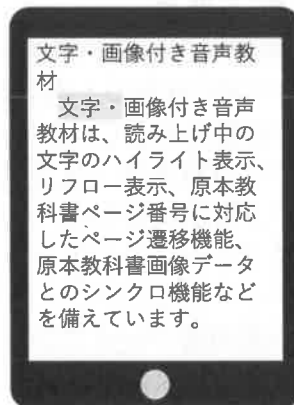 文字・画像付き音声教
材
文字・画像付き音声
教材は、読み上げ中の
文字のハイライト表示、
リフロー表示、原本教
科書ページ番号に対応
したページ遷移機能、
原本教科書画像データ
とのシンクロ機能など
を備えています。